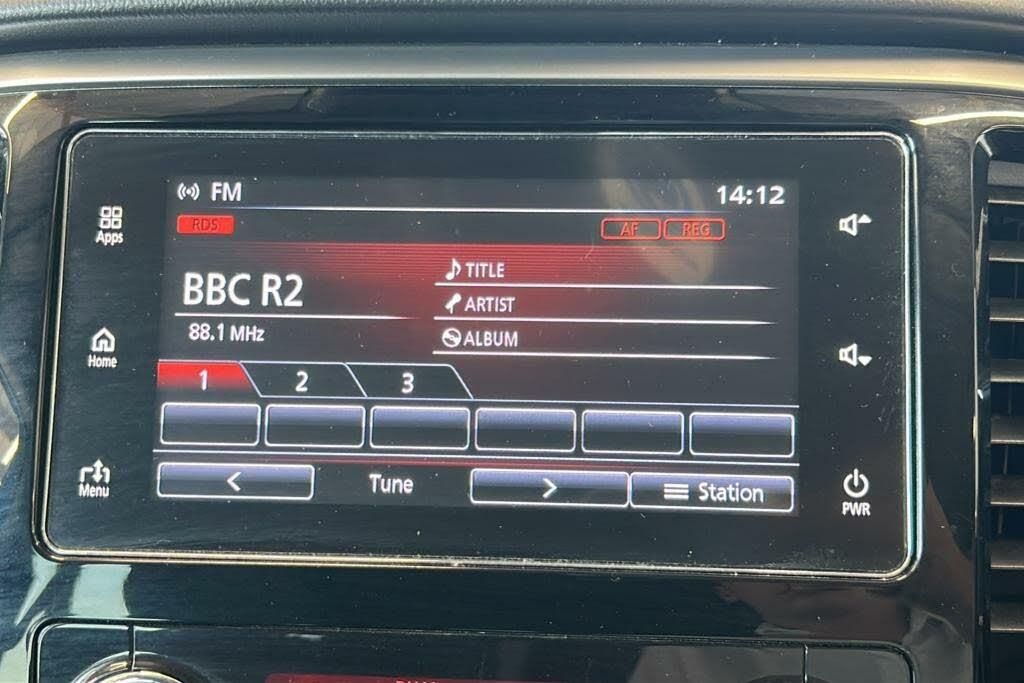 FM 14:12
RDS AF REG
Apps
TITLE
BBC R2
ARTIST
88.1 MHz
ALBUM
Home
1 2 3
< Tune > Station
Menu
PWR